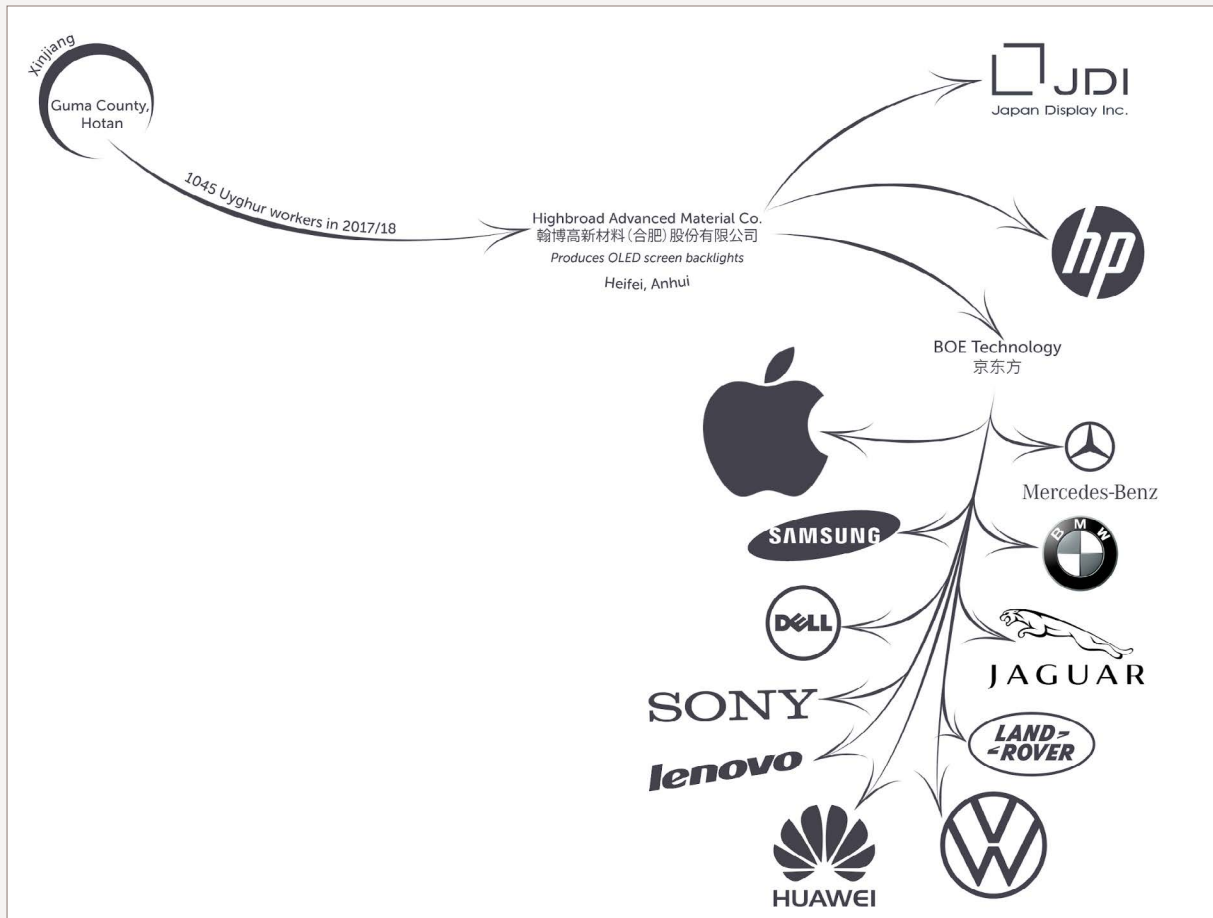 Xinjiang
Guma County,
Hotan
1045 Uyghur workers in 2017/18
Highbroad Advanced Material Co.
翰博高新材料(合肥)股份有限公司
Produces OLED screen backlights
Heifei, Anhui
JDI
Japan Display Inc.
hp
BOE Technology
京东方
Mercedes-Benz
SAMSUNG
BMW
DELL
JAGUAR
SONY
LAND
ROVER
lenovo
HUAWEI
VW